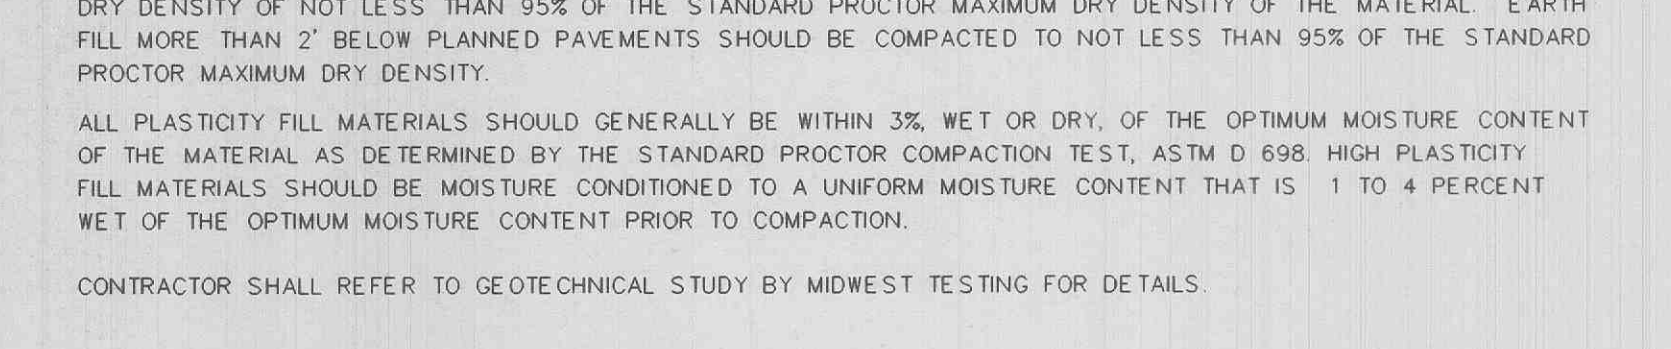 DRY DENSITY OF NOT LESS THAN 95% OF THE STANDARD PROCTOR MAXIMUM DRY DENSITY OF THE MATERIAL. EARTH
FILL MORE THAN 2' BELOW PLANNED PAVEMENTS SHOULD BE COMPACTED TO NOT LESS THAN 95% OF THE STANDARD
PROCTOR MAXIMUM DRY DENSITY.
ALL PLASTICITY FILL MATERIALS SHOULD GENERALLY BE WITHIN 3%, WET OR DRY, OF THE OPTIMUM MOISTURE CONTENT
OF THE MATERIAL AS DETERMINED BY THE STANDARD PROCTOR COMPACTION TEST, ASTM D 698. HIGH PLASTICITY
FILL MATERIALS SHOULD BE MOISTURE CONDITIONED TO A UNIFORM MOISTURE CONTENT THAT IS 1 TO 4 PERCENT
WET OF THE OPTIMUM MOISTURE CONTENT PRIOR TO COMPACTION.
CONTRACTOR SHALL REFER TO GEOTECHNICAL STUDY BY MIDWEST TESTING FOR DETAILS.